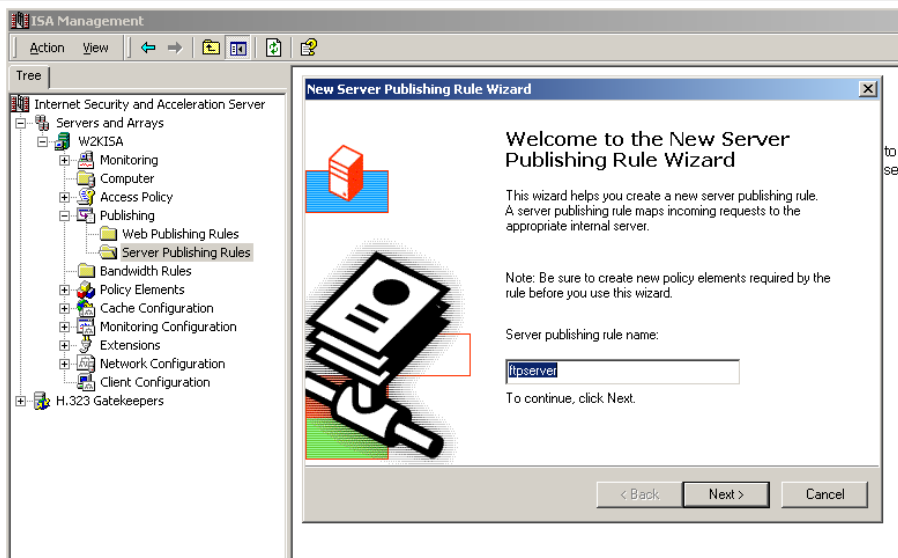 ISA Management
Action View
Tree
Internet Security and Acceleration Server
Servers and Arrays
W2KISA
Monitoring
Computer
Access Policy
Publishing
Web Publishing Rules
Server Publishing Rules
Bandwidth Rules
Policy Elements
Cache Configuration
Monitoring Configuration
Extensions
Network Configuration
Client Configuration
H.323 Gatekeepers
New Server Publishing Rule Wizard
Welcome to the New Server
Publishing Rule Wizard
This wizard helps you create a new server publishing rule.
A server publishing rule maps incoming requests to the
appropriate internal server.
Note: Be sure to create new policy elements required by the
rule before you use this wizard.
Server publishing rule name:
ftpserver
To continue, click Next.
< Back Next > Cancel
to
se